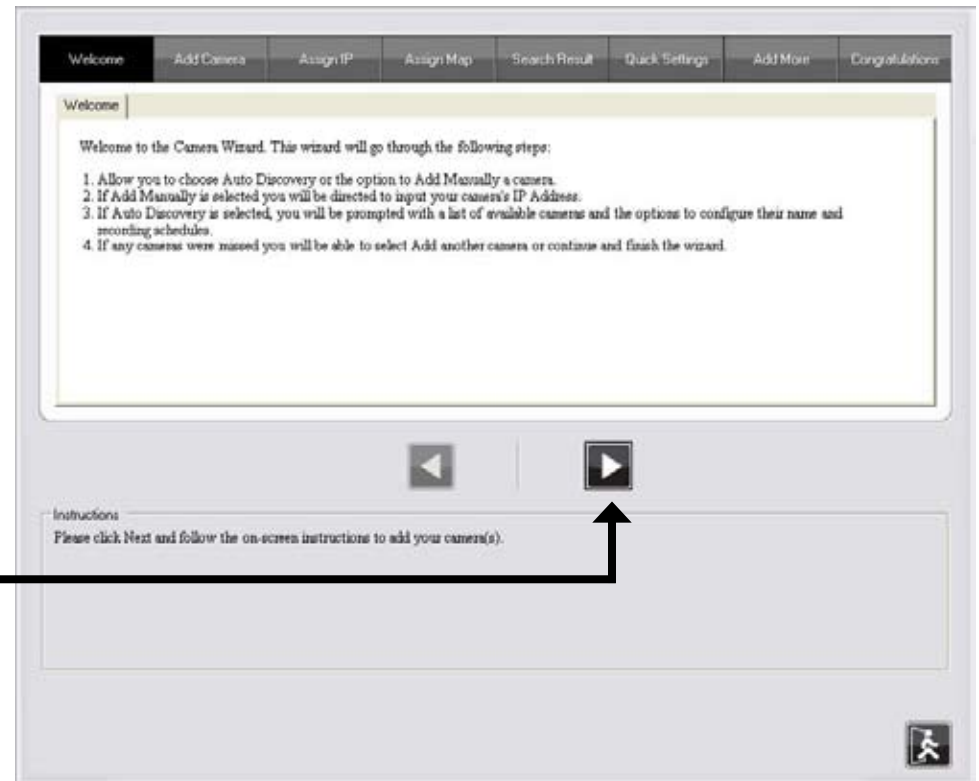 Welcome Add Camera Assign IP Assign Map Search Result Quick Settings Add More Congratulations
Welcome
Welcome to the Camera Wizard. This wizard will go through the following steps:
1. Allow you to choose Auto Discovery or the option to Add Manually a camera.
2. If Add Manually is selected you will be directed to input your camera's IP Address.
3. If Auto Discovery is selected, you will be prompted with a list of available cameras and the options to configure their name and
recording schedules.
4. If any cameras were missed you will be able to select Add another camera or continue and finish the wizard.
Instructions
Please click Next and follow the on-screen instructions to add your camera(s).